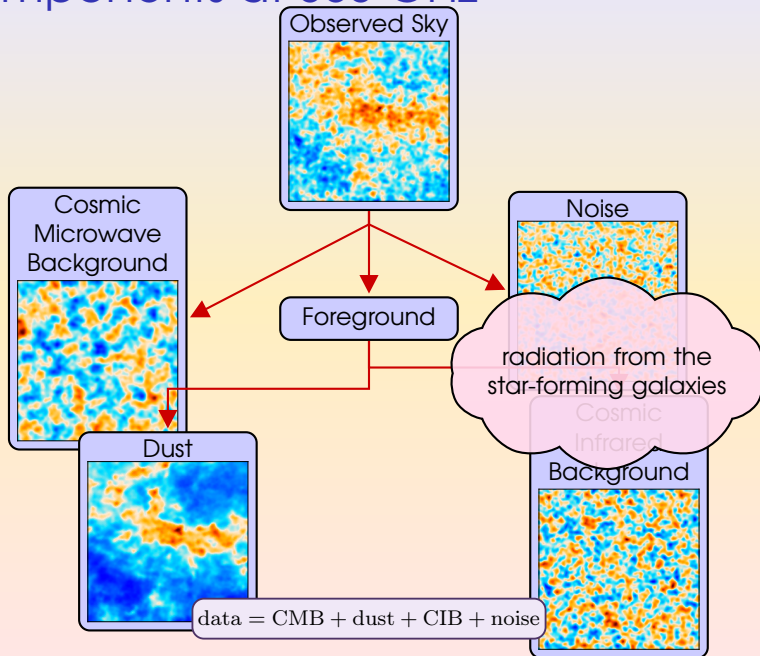 Observed Sky
Cosmic
Microwave
Background
Noise
Foreground
radiation from the
star-forming galaxies
Cosmic
Infrared
Background
Dust
data = CMB + dust + CIB + noise